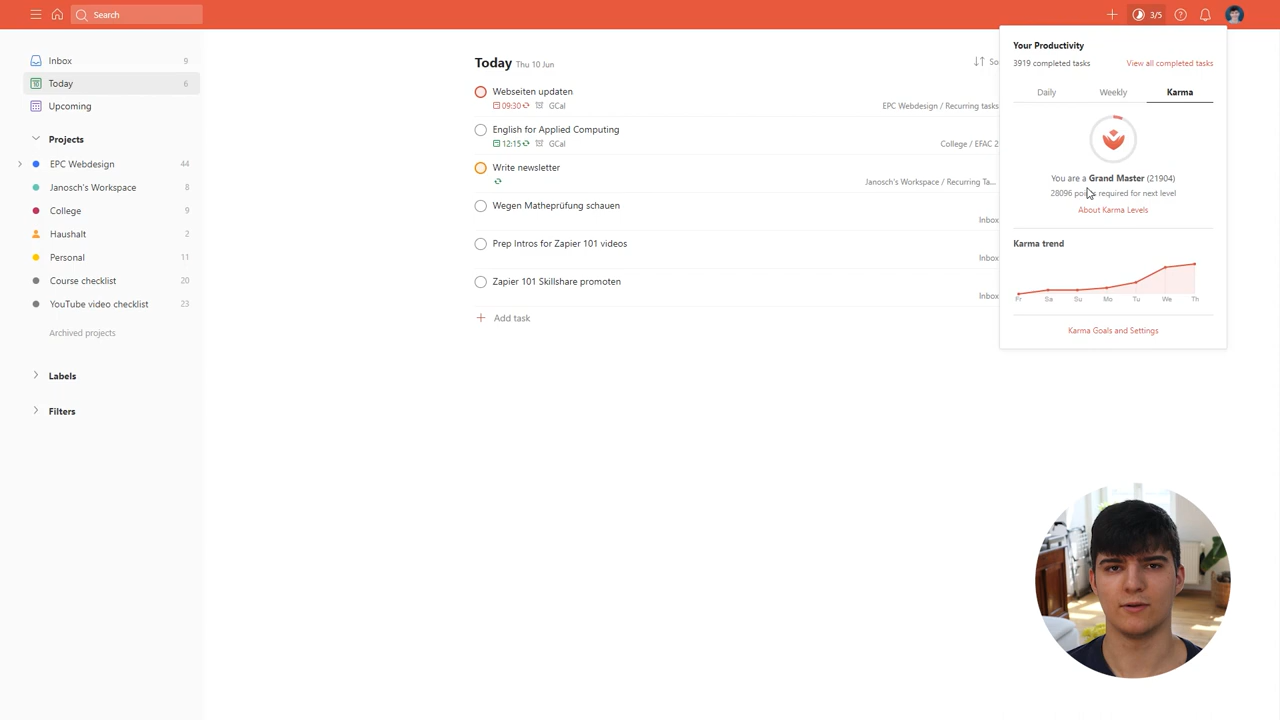 Search
3/5
Inbox 9
Today 6
Upcoming
Projects
EPC Webdesign 44
Janosch's Workspace 8
College 9
Haushalt 2
Personal 11
Course checklist 20
YouTube video checklist 23
Archived projects
Labels
Filters
Today Thu 10 Jun
So
Webseiten updaten
09:30 GCal
EPC Webdesign / Recurring tasks
English for Applied Computing
12:15 GCal
College / EFAC 2
Write newsletter
Janosch's Workspace / Recurring Ta...
Wegen Matheprüfung schauen
Inbox
Prep Intros for Zapier 101 videos
Inbox
Zapier 101 Skillshare promoten
Inbox
Add task
Your Productivity
3919 completed tasks View all completed tasks
Daily Weekly Karma
You are a Grand Master (21904)
28096 points required for next level
About Karma Levels
Karma trend
Fr Sa Su Mo Tu We Th
Karma Goals and Settings